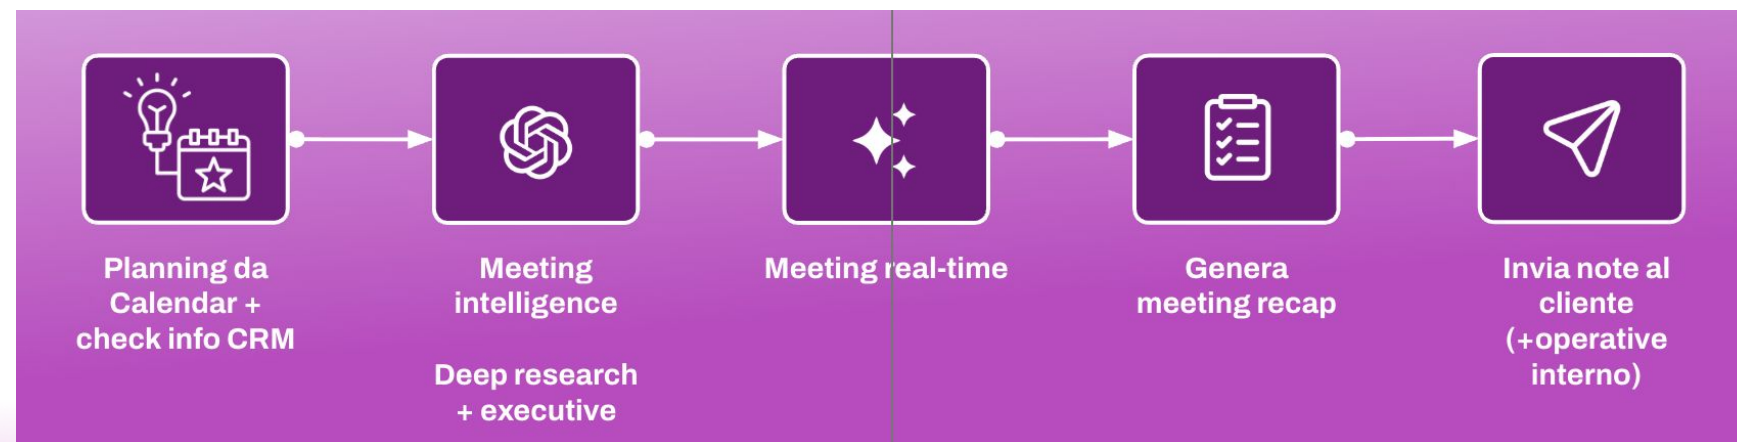 Planning da
Calendar +
check info CRM
Meeting
intelligence
Deep research
+ executive
Meeting real-time
Genera
meeting recap
Invia note al
cliente
(+operative
interno)